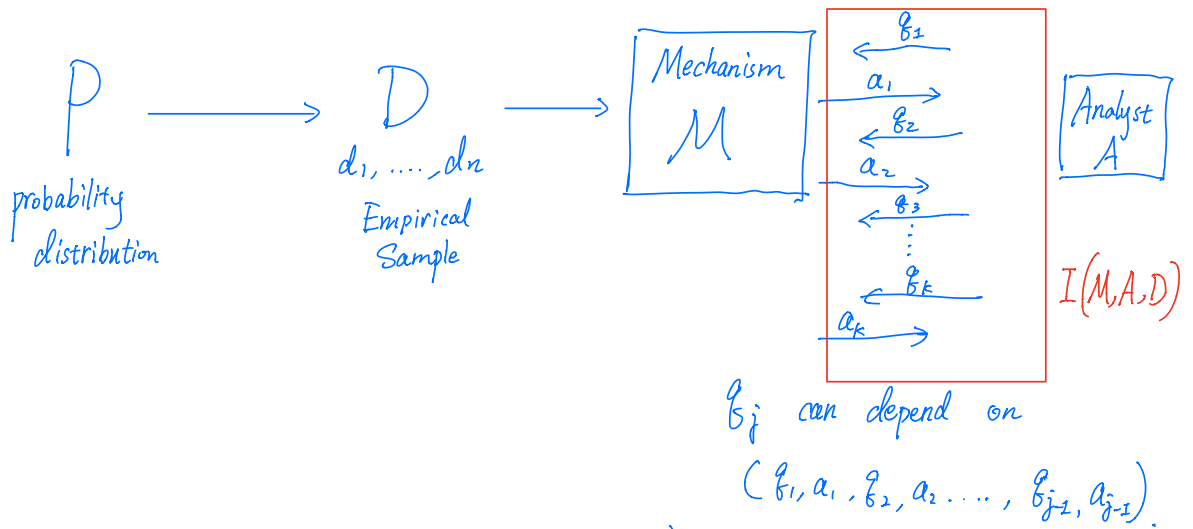 P
probability
distribution
D
d₁, ...., dₙ
Empirical
Sample
Mechanism
M
q₁
a₁
q₂
a₂
q₃
qₖ
aₖ
Analyst
A
I(M,A,D)
qⱼ can depend on
(q₁, a₁, q₂, a₂ ...., qⱼ₋₁, aⱼ₋₁)